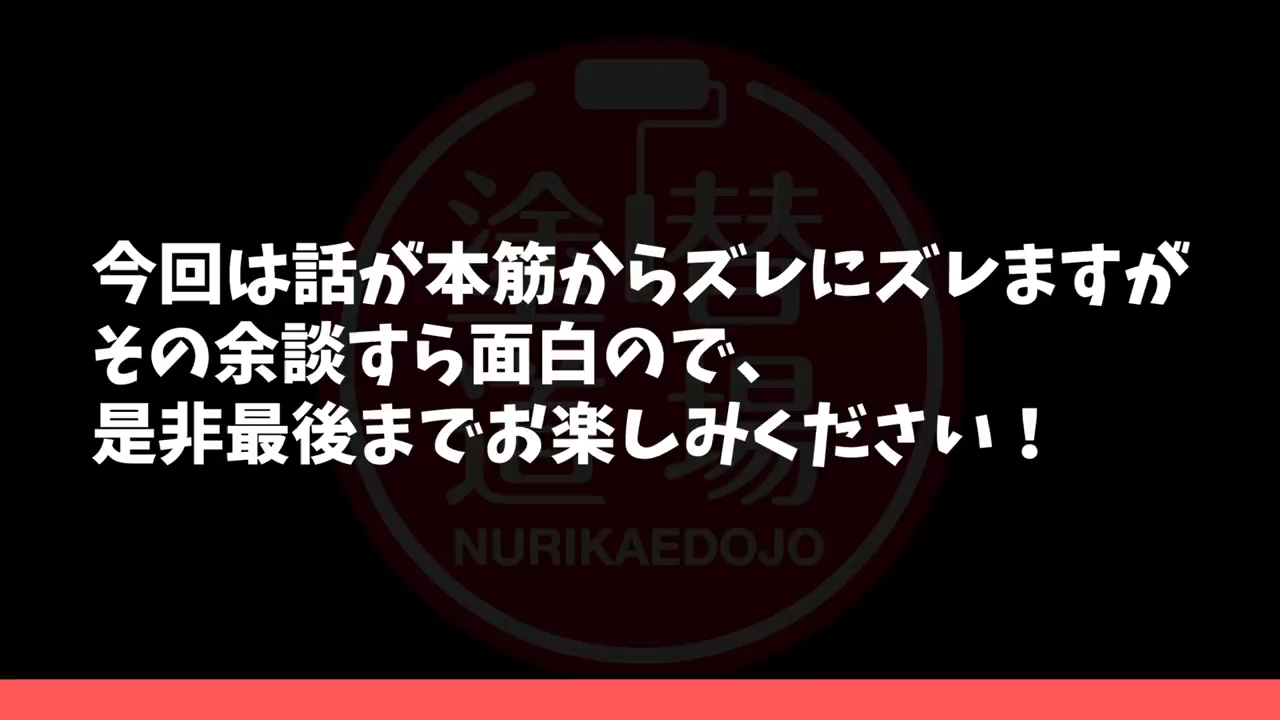 今回は話が本筋からズレにズレますが
その余談すら面白ので、
是非最後までお楽しみください！
塗替
道場
NURIKAEDOJO